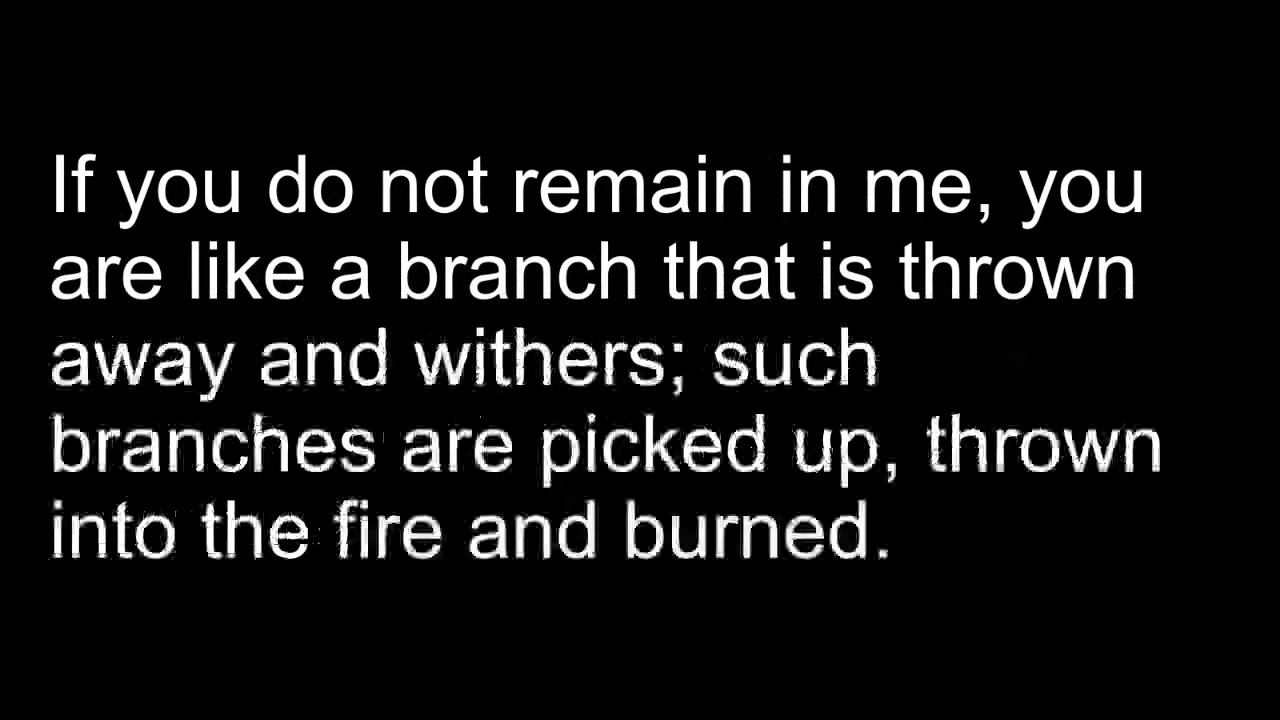 If you do not remain in me, you
are like a branch that is thrown
away and withers; such
branches are picked up, thrown
into the fire and burned.